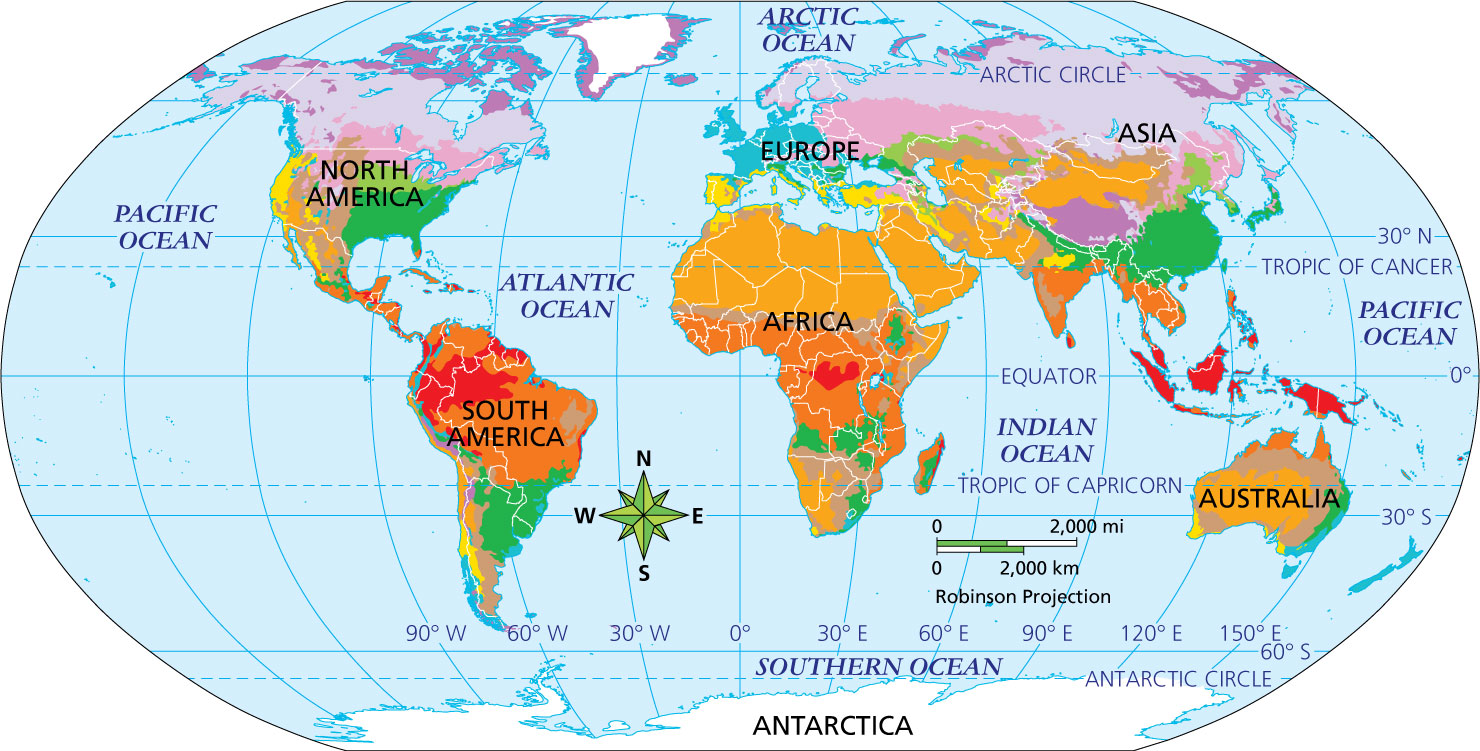 ARCTIC
OCEAN
ARCTIC CIRCLE
ASIA
EUROPE
NORTH
AMERICA
PACIFIC
OCEAN
30° N
TROPIC OF CANCER
ATLANTIC
OCEAN
PACIFIC
OCEAN
AFRICA
EQUATOR
0°
SOUTH
AMERICA
INDIAN
OCEAN
TROPIC OF CAPRICORN
AUSTRALIA
N
W
E
S
30° S
0
2,000 mi
0
2,000 km
Robinson Projection
90° W
60° W
30° W
0°
30° E
60° E
90° E
120° E
150° E
60° S
SOUTHERN OCEAN
ANTARCTIC CIRCLE
ANTARCTICA